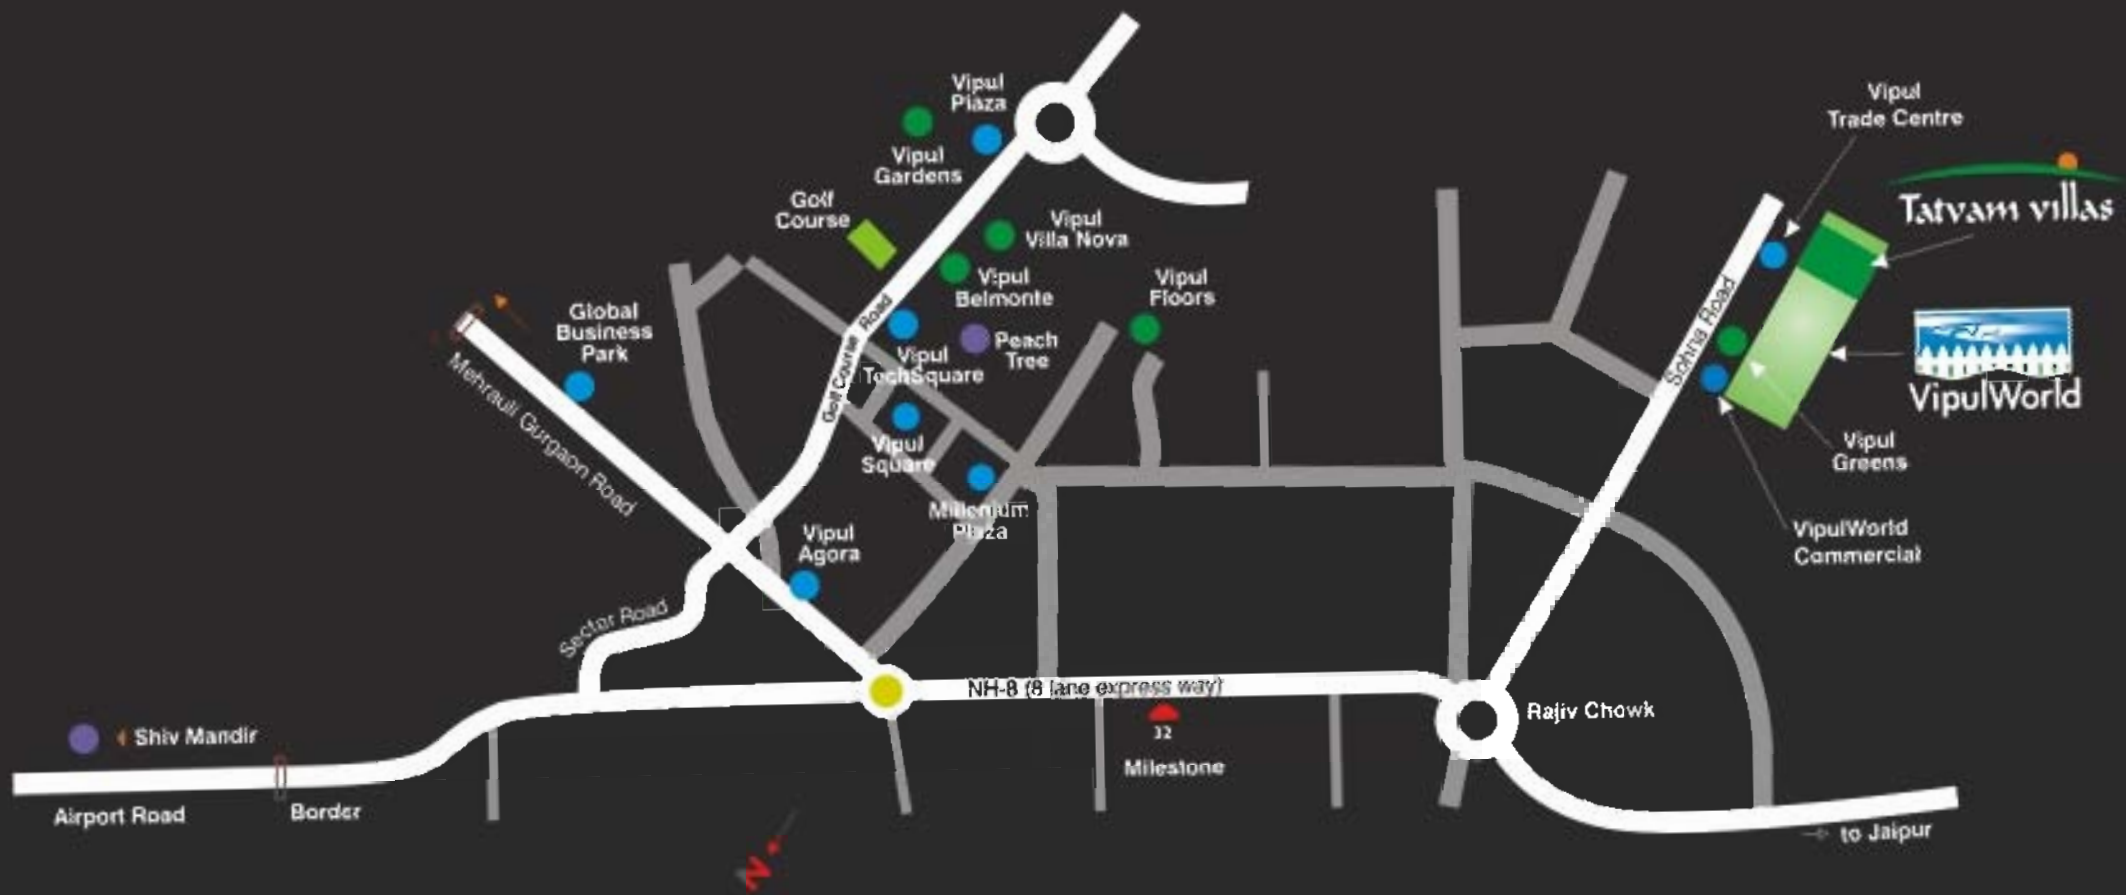 Vipul
Plaza
Vipul
Gardens
Golf
Course
Vipul
Villa Nova
Vipul
Belmonte
Vipul
Floors
Vipul
Trade Centre
Tatvam villas
Global
Business
Park
Mehrauli Gurgaon Road
Golf Course Road
Vipul
TechSquare
Peach
Tree
Vipul
Square
Millenium
Plaza
Vipul
Agora
Sohna Road
VipulWorld
Vipul
Greens
VipulWorld
Commercial
Sector Road
NH-8 (8 lane express way)
Rajiv Chowk
32
Milestone
Shiv Mandir
Airport Road
Border
to Jaipur
N